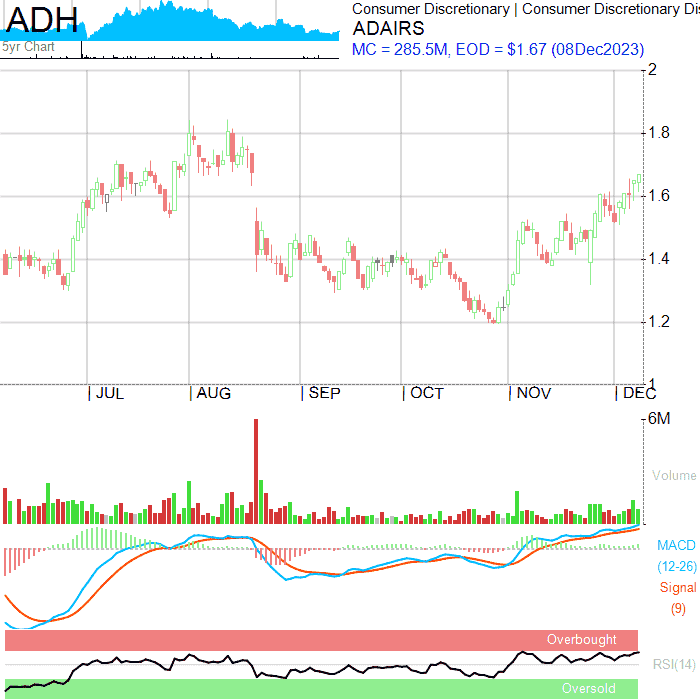 ADH
5yr Chart
Consumer Discretionary | Consumer Discretionary Dis
ADAIRS
MC = 285.5M, EOD = $1.67 (08Dec2023)
2
1.8
1.6
1.4
1.2
1
JUL AUG SEP OCT NOV DEC
6M
Volume
MACD
(12-26)
Signal
(9)
Overbought
RSI(14)
Oversold